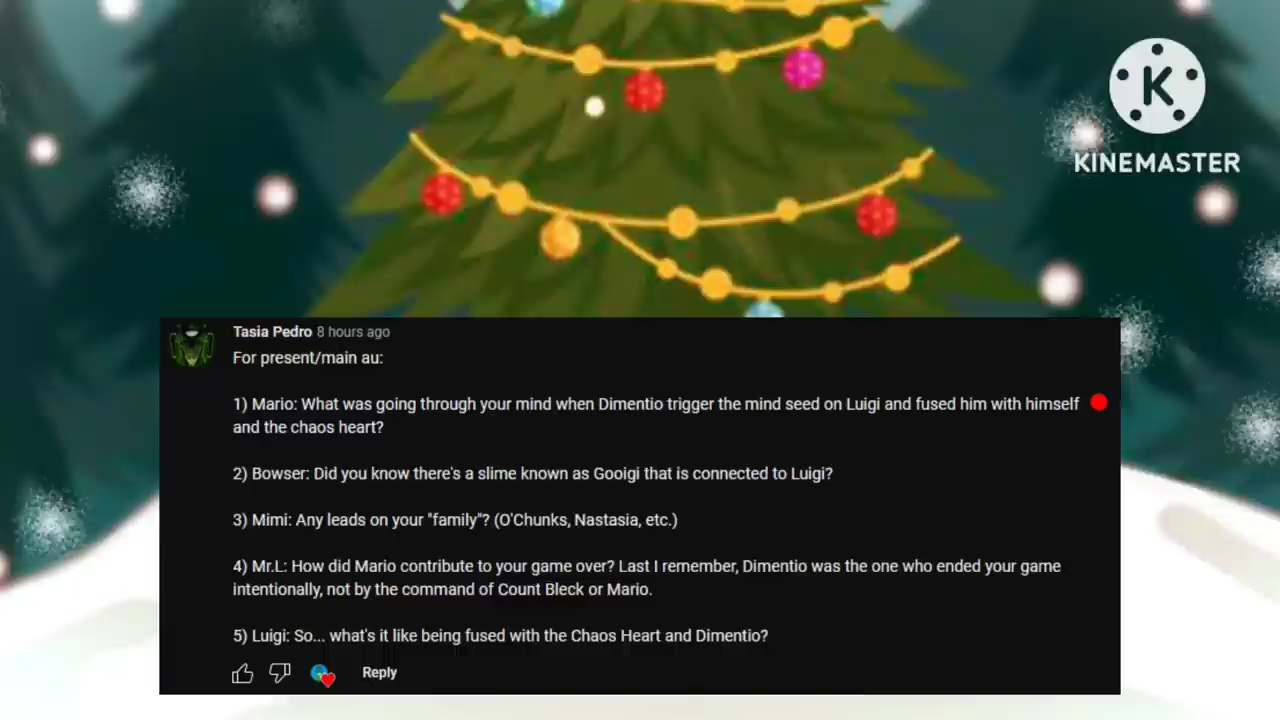 K
KINEMASTER
Tasia Pedro 8 hours ago
For present/main au:
1) Mario: What was going through your mind when Dimentio trigger the mind seed on Luigi and fused him with himself
and the chaos heart?
2) Bowser: Did you know there's a slime known as Gooigi that is connected to Luigi?
3) Mimi: Any leads on your "family"? (O'Chunks, Nastasia, etc.)
4) Mr.L: How did Mario contribute to your game over? Last I remember, Dimentio was the one who ended your game
intentionally, not by the command of Count Bleck or Mario.
5) Luigi: So... what's it like being fused with the Chaos Heart and Dimentio?
Reply